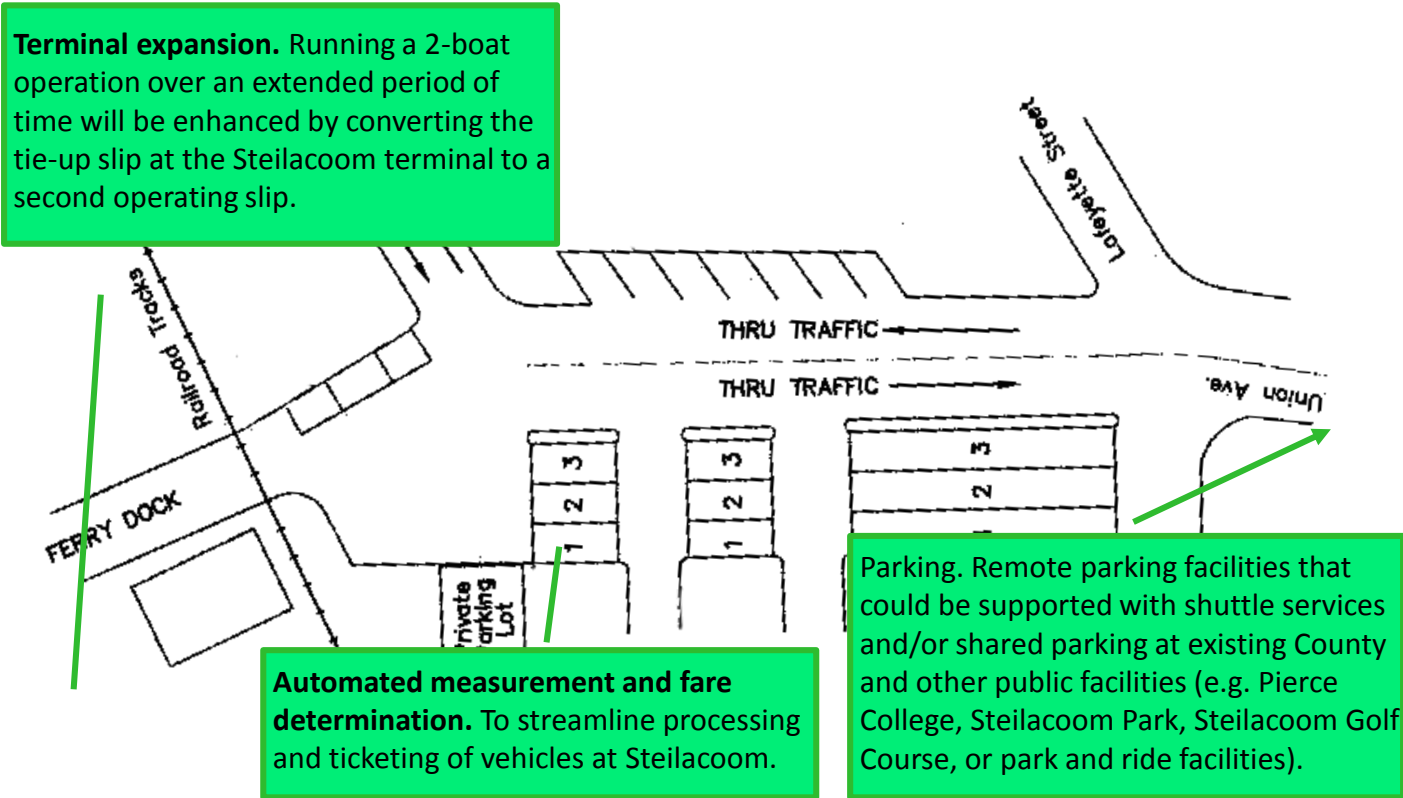 Terminal expansion. Running a 2-boat
operation over an extended period of
time will be enhanced by converting the
tie-up slip at the Steilacoom terminal to a
second operating slip.
Lafayette Street
Railroad Tracks
THRU TRAFFIC
THRU TRAFFIC
Union Ave.
FERRY DOCK
3
2
1
3
2
1
3
2
Private
Parking
Lot
Automated measurement and fare
determination. To streamline processing
and ticketing of vehicles at Steilacoom.
Parking. Remote parking facilities that
could be supported with shuttle services
and/or shared parking at existing County
and other public facilities (e.g. Pierce
College, Steilacoom Park, Steilacoom Golf
Course, or park and ride facilities).